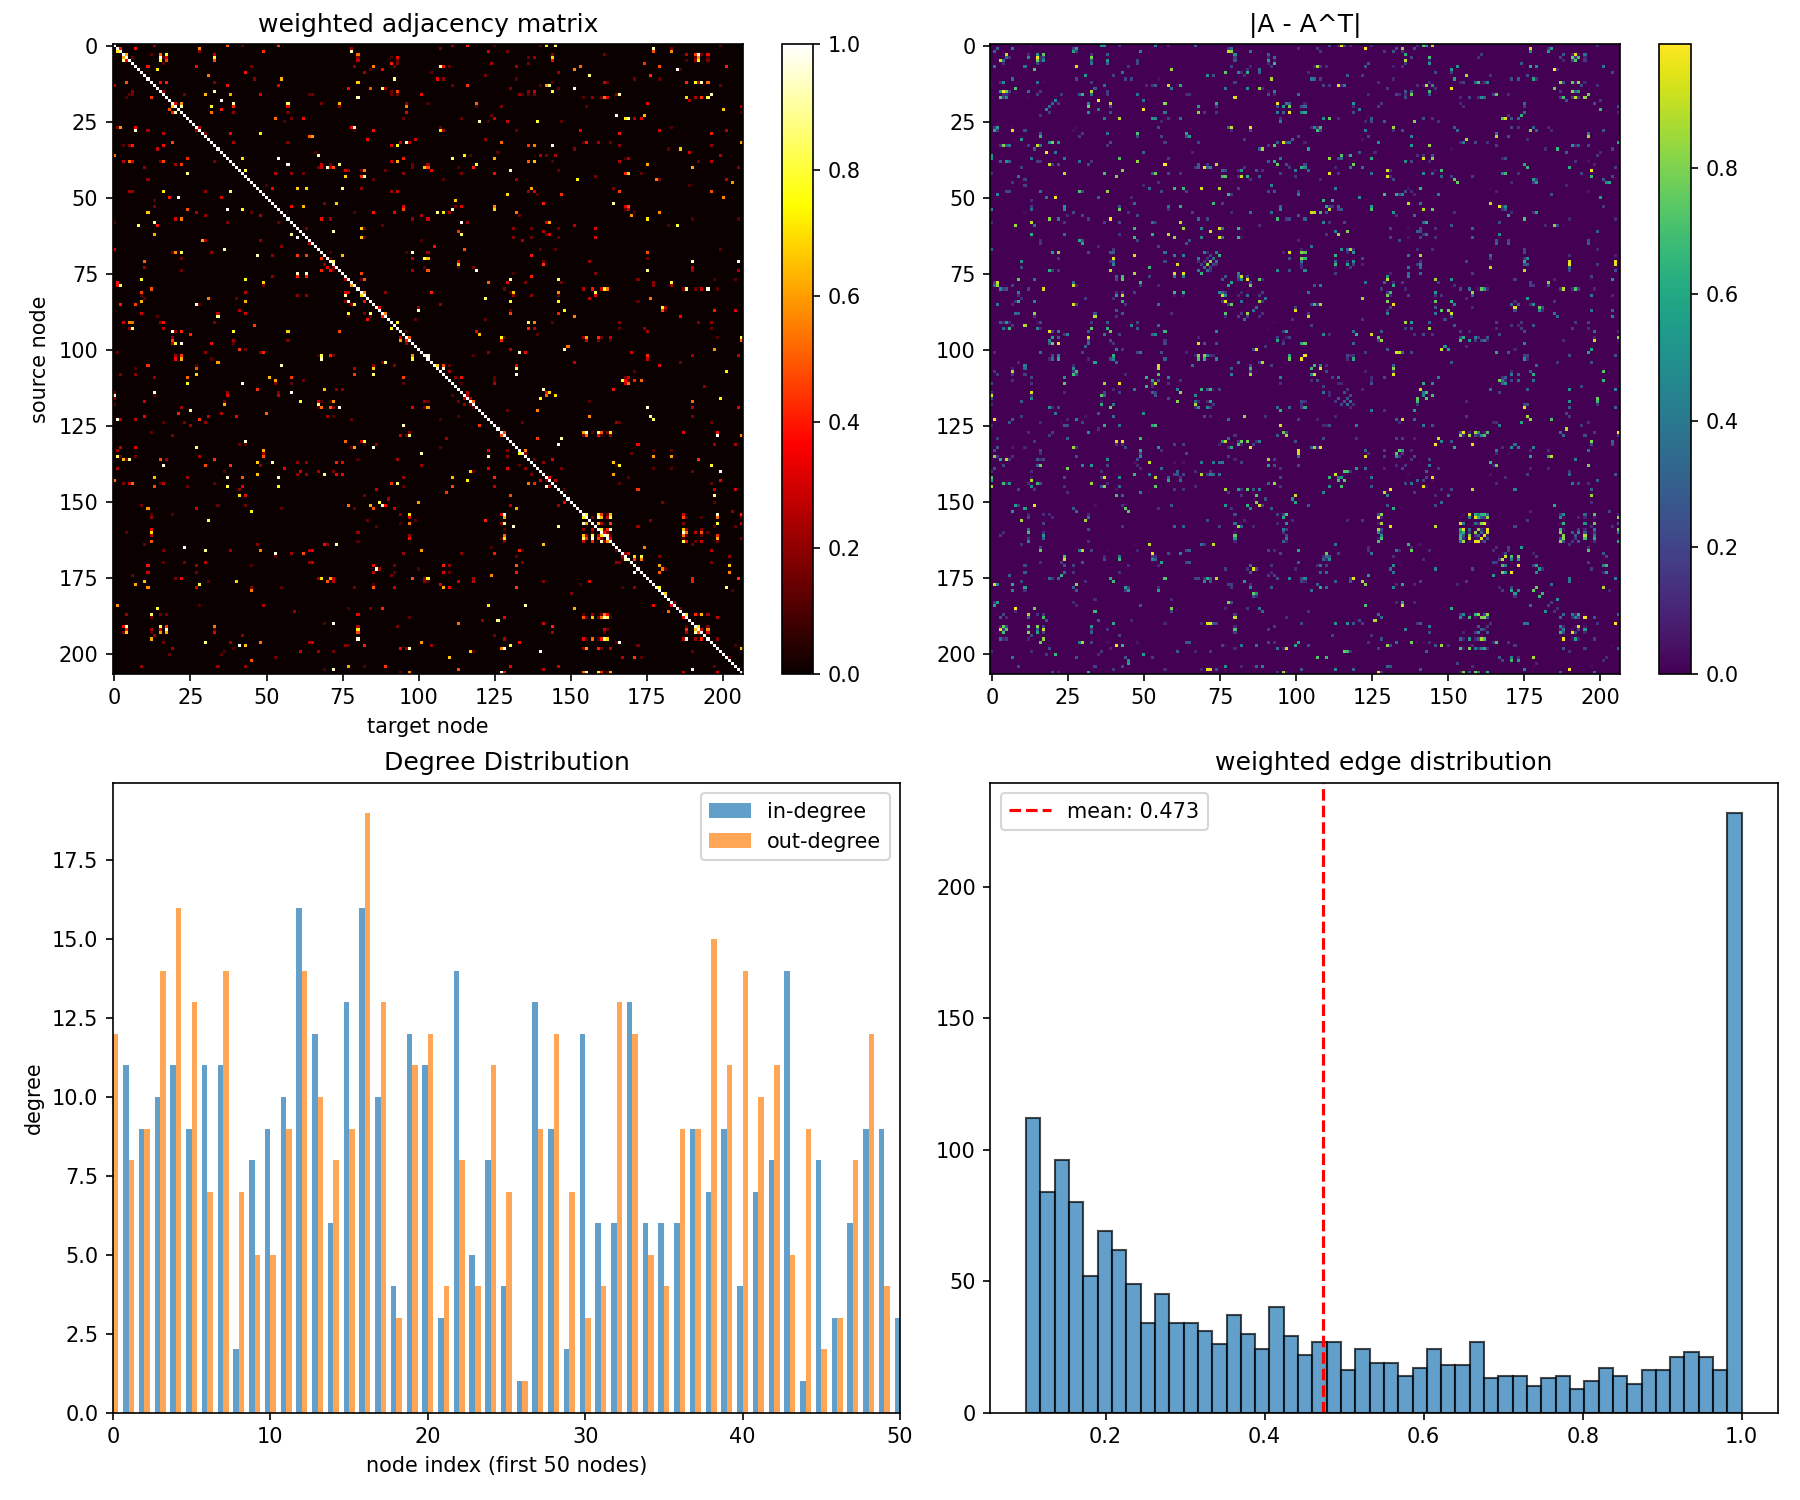 weighted adjacency matrix
0
25
50
75
100
125
150
175
200
source node
0 25 50 75 100 125 150 175 200
target node
1.0
0.8
0.6
0.4
0.2
0.0
|A - A^T|
0
25
50
75
100
125
150
175
200
0 25 50 75 100 125 150 175 200
0.8
0.6
0.4
0.2
0.0
Degree Distribution
in-degree
out-degree
17.5
15.0
12.5
10.0
7.5
5.0
2.5
0.0
degree
0 10 20 30 40 50
node index (first 50 nodes)
weighted edge distribution
mean: 0.473
200
150
100
50
0
0.2 0.4 0.6 0.8 1.0